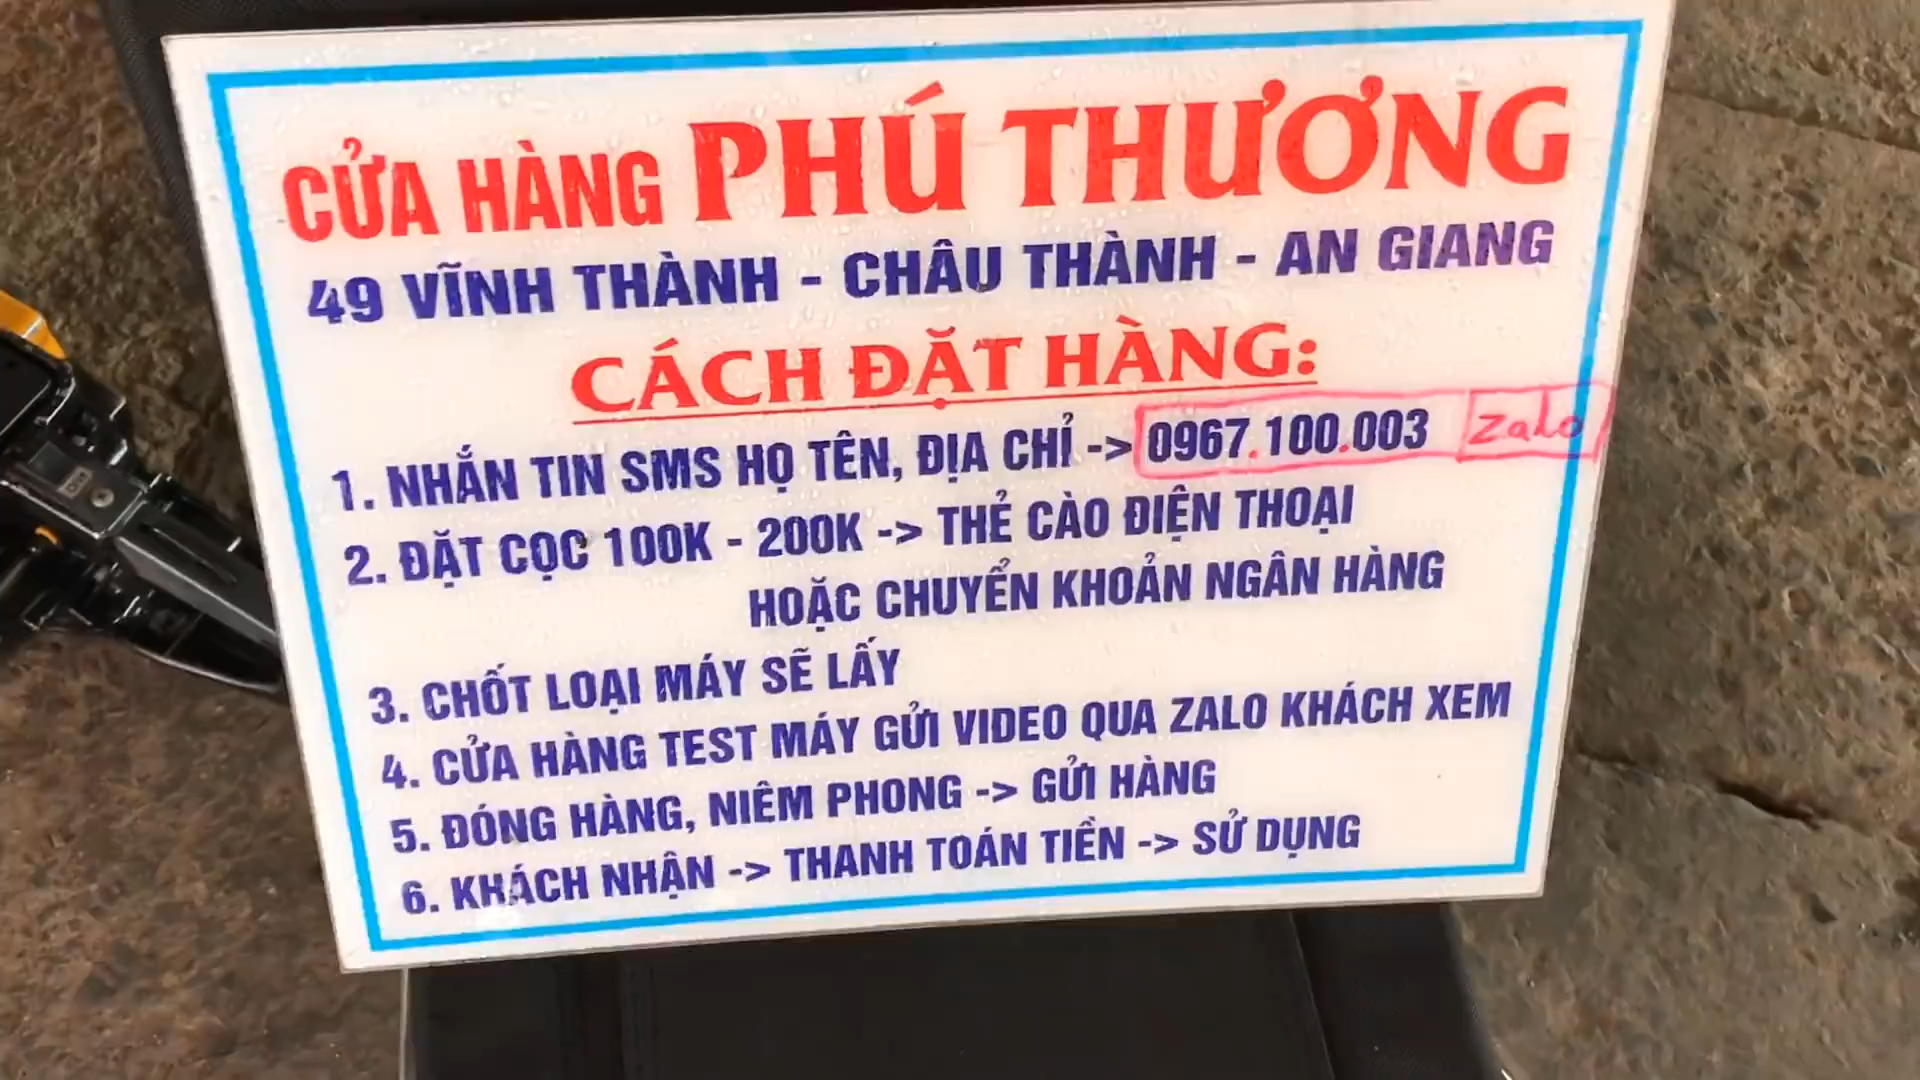 CỬA HÀNG PHÚ THƯƠNG
49 VĨNH THÀNH - CHÂU THÀNH - AN GIANG
CÁCH ĐẶT HÀNG:
1. NHẮN TIN SMS HỌ TÊN, ĐỊA CHỈ -> 0967.100.003 Zalo
2. ĐẶT CỌC 100K - 200K -> THẺ CÀO ĐIỆN THOẠI
HOẶC CHUYỂN KHOẢN NGÂN HÀNG
3. CHỐT LOẠI MÁY SẼ LẤY
4. CỬA HÀNG TEST MÁY GỬI VIDEO QUA ZALO KHÁCH XEM
5. ĐÓNG HÀNG, NIÊM PHONG -> GỬI HÀNG
6. KHÁCH NHẬN -> THANH TOÁN TIỀN -> SỬ DỤNG